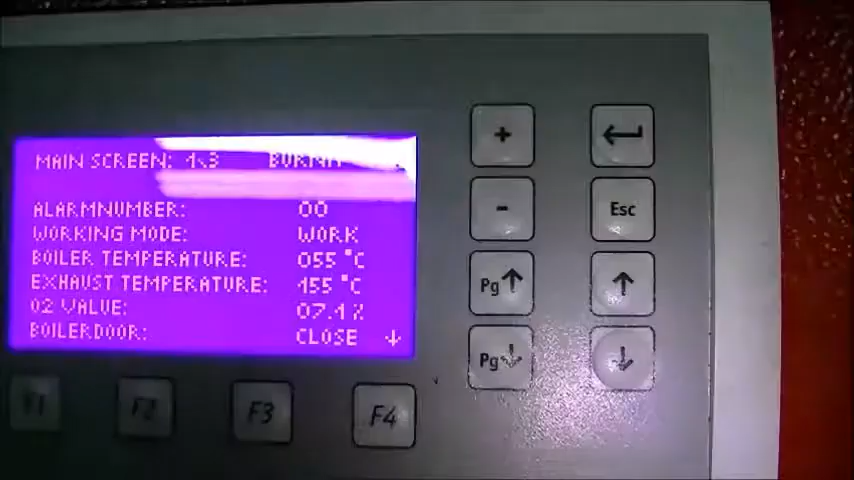 MAIN SCREEN: 1.3
ALARMNUMBER: 00
WORKING MODE: WORK
BOILER TEMPERATURE: 055 °C
EXHAUST TEMPERATURE: 155 °C
O2 VALUE: 07.1 %
BOILERDOOR: CLOSE ↓
+
-
Esc
Pg↑
↑
Pg↓
↓
F1 F2 F3 F4